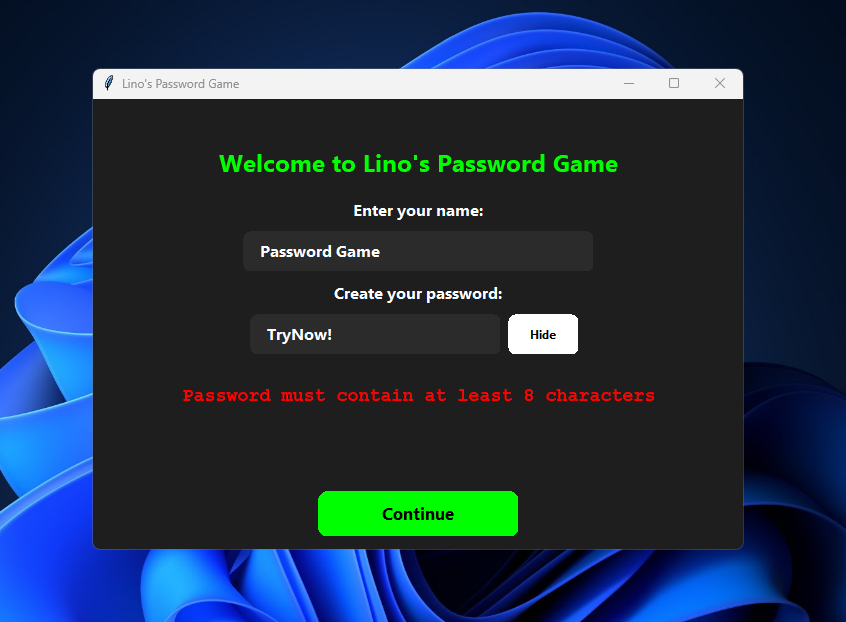 Lino's Password Game
Welcome to Lino's Password Game
Enter your name:
Password Game
Create your password:
TryNow!
Hide
Password must contain at least 8 characters
Continue